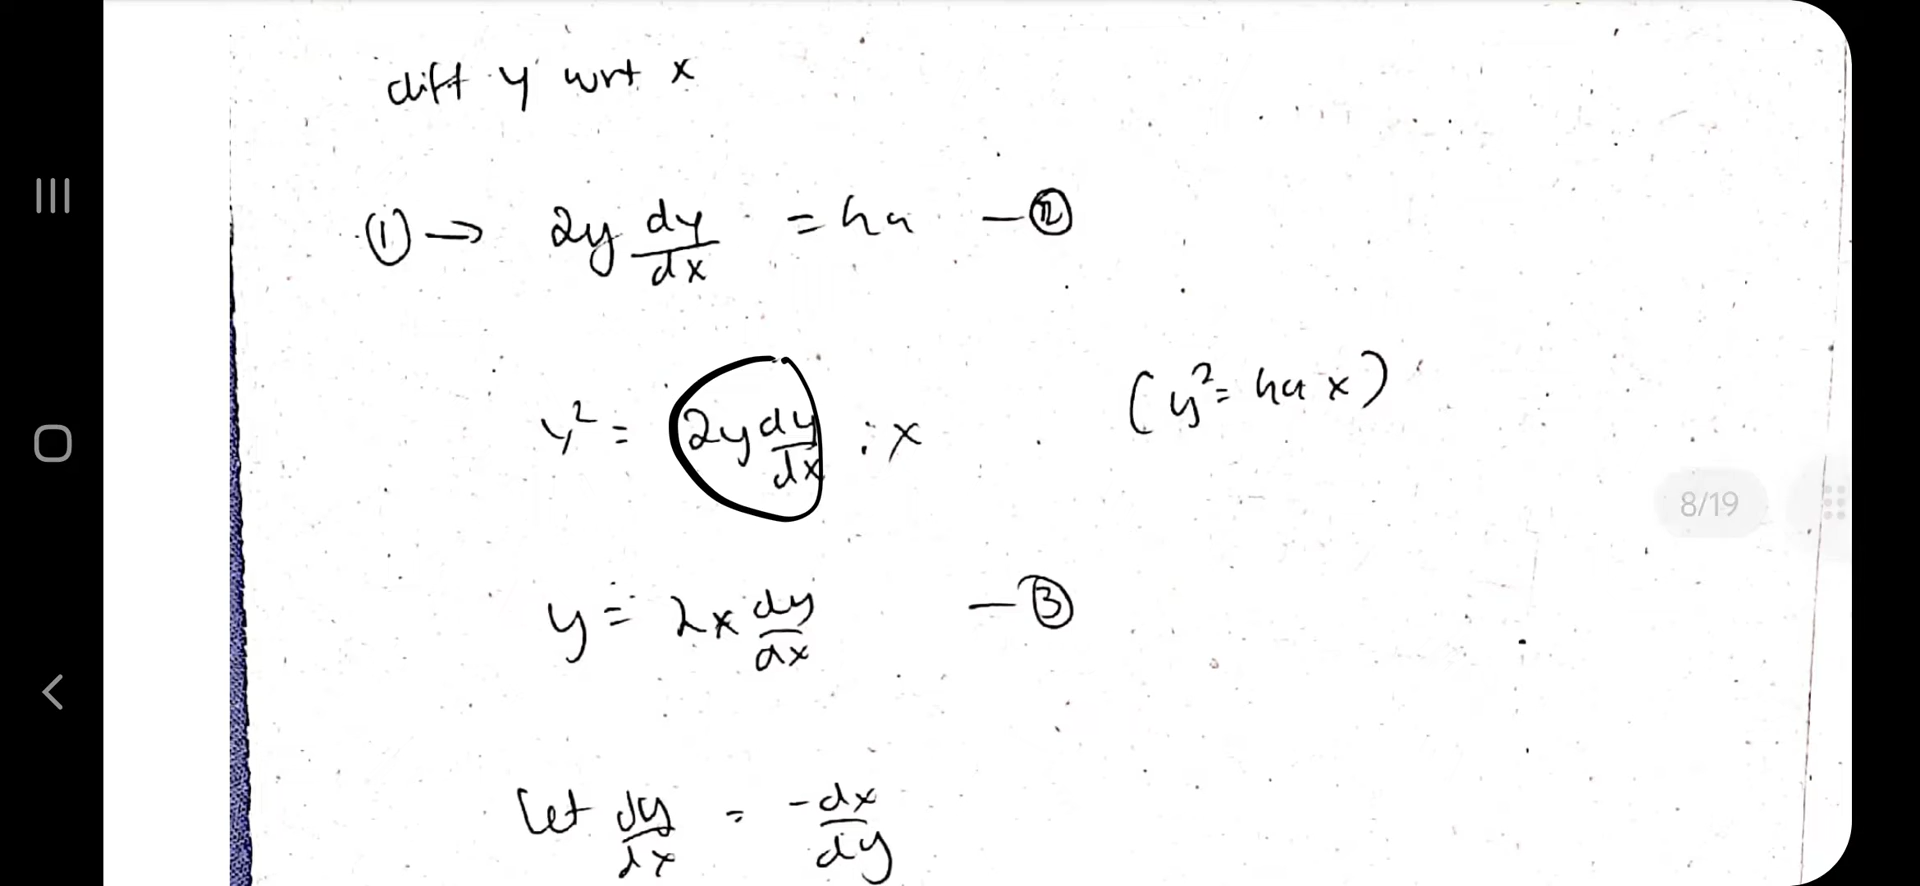 diff y wrt x
① → 2y dy/dx = 4a — ②
y² = 2y dy/dx · x (y² = 4a x)
8/19
y = 2x dy/dx — ③
Let dy/dx = -dx/dy